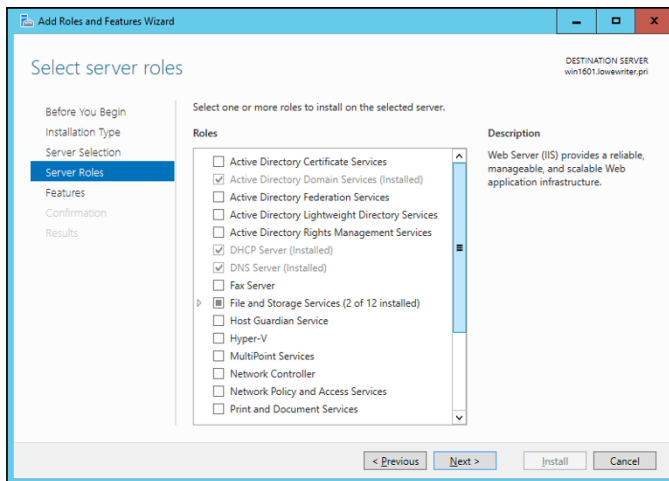 Add Roles and Features Wizard
Select server roles
DESTINATION SERVER
win1601.lowewriter.pri
Before You Begin
Installation Type
Server Selection
Server Roles
Features
Confirmation
Results
Select one or more roles to install on the selected server.
Roles
Active Directory Certificate Services
Active Directory Domain Services (Installed)
Active Directory Federation Services
Active Directory Lightweight Directory Services
Active Directory Rights Management Services
DHCP Server (Installed)
DNS Server (Installed)
Fax Server
File and Storage Services (2 of 12 installed)
Host Guardian Service
Hyper-V
MultiPoint Services
Network Controller
Network Policy and Access Services
Print and Document Services
Description
Web Server (IIS) provides a reliable,
manageable, and scalable Web
application infrastructure.
< Previous
Next >
Install
Cancel